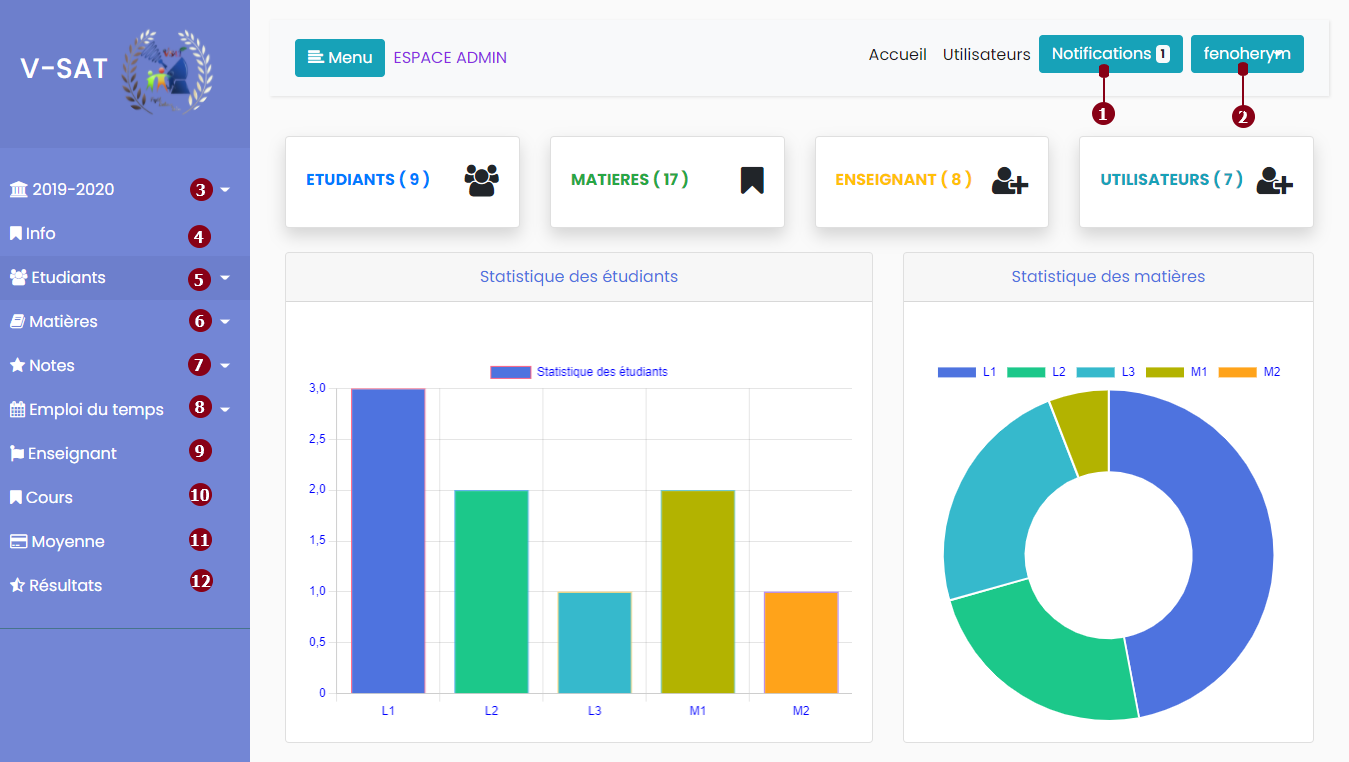 V-SAT
Menu ESPACE ADMIN
Accueil Utilisateurs Notifications 1 fenoherym
1 2
ETUDIANTS ( 9 )
MATIERES ( 17 )
ENSEIGNANT ( 8 )
UTILISATEURS ( 7 )
2019-2020 3
Info 4
Etudiants 5
Matières 6
Notes 7
Emploi du temps 8
Enseignant 9
Cours 10
Moyenne 11
Résultats 12
Statistique des étudiants
Statistique des étudiants
3,0
2,5
2,0
1,5
1,0
0,5
0
L1 L2 L3 M1 M2
Statistique des matières
L1 L2 L3 M1 M2